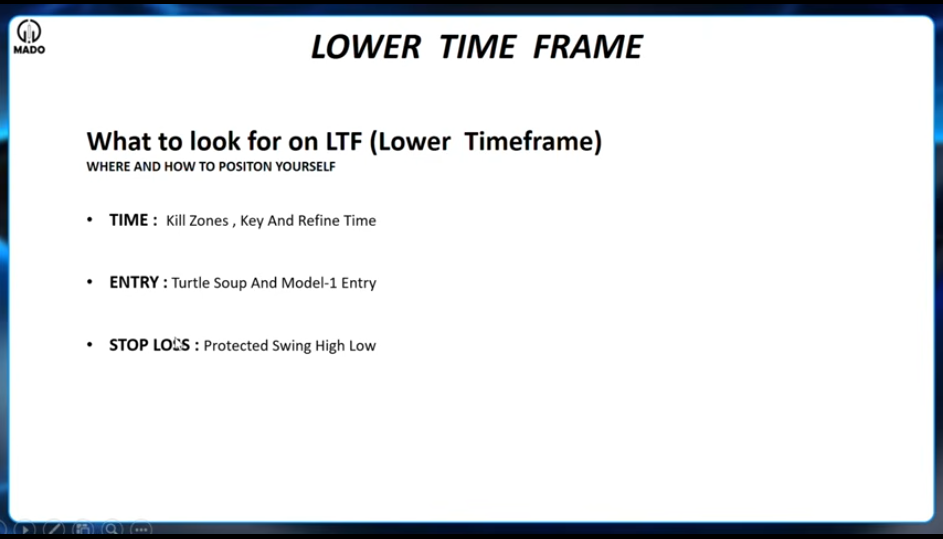 MADO
LOWER TIME FRAME
What to look for on LTF (Lower Timeframe)
WHERE AND HOW TO POSITON YOURSELF
• TIME : Kill Zones , Key And Refine Time
• ENTRY : Turtle Soup And Model-1 Entry
• STOP LOSS : Protected Swing High Low